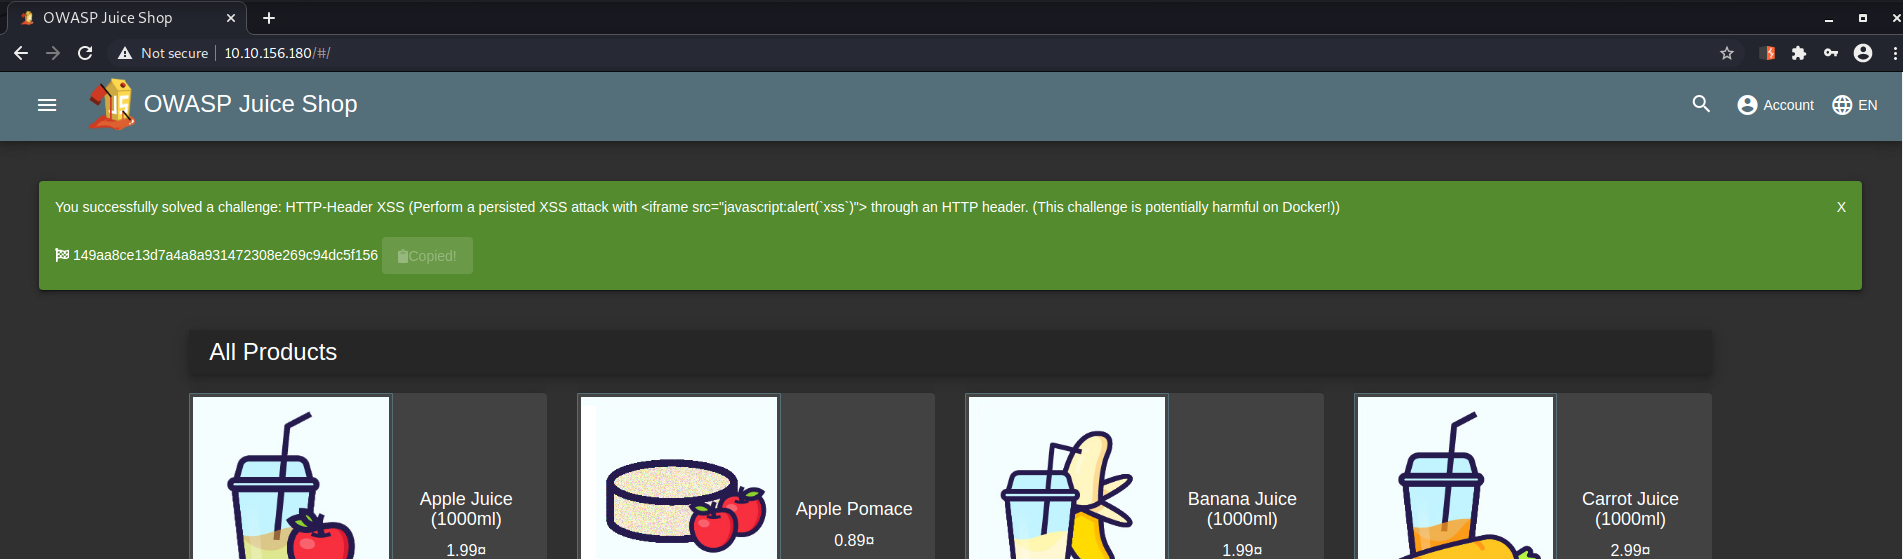 OWASP Juice Shop
Not secure 10.10.156.180/#/
OWASP Juice Shop
Account
EN
You successfully solved a challenge: HTTP-Header XSS (Perform a persisted XSS attack with <iframe src="javascript:alert(`xss`)"> through an HTTP header. (This challenge is potentially harmful on Docker!))
X
149aa8ce13d7a4a8a931472308e269c94dc5f156 Copied!
All Products
Apple Juice
(1000ml)
1.99¤
Apple Pomace
0.89¤
Banana Juice
(1000ml)
1.99¤
Carrot Juice
(1000ml)
2.99¤